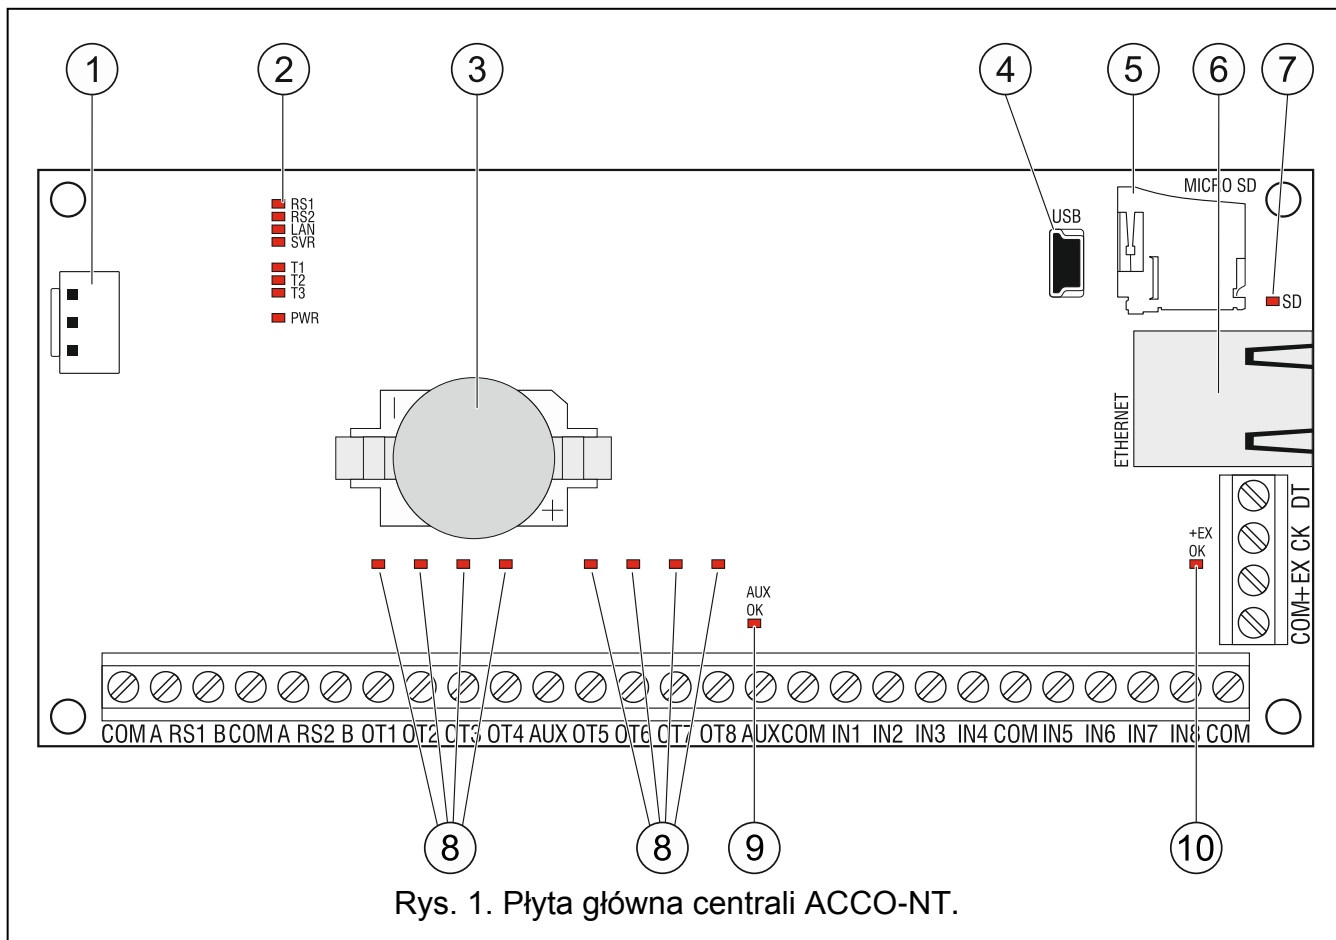 1 2 3 4 5 6 7
MICRO SD
RS1
RS2
LAN
SVR
T1
T2
T3
PWR
USB
SD
ETHERNET
COM+EX CK DT
+EX
OK
AUX
OK
COM A RS1 B COM A RS2 B OT1 OT2 OT3 OT4 AUX OT5 OT6 OT7 OT8 AUX COM IN1 IN2 IN3 IN4 COM IN5 IN6 IN7 IN8 COM
8 8 9 10
Rys. 1. Płyta główna centrali ACCO-NT.